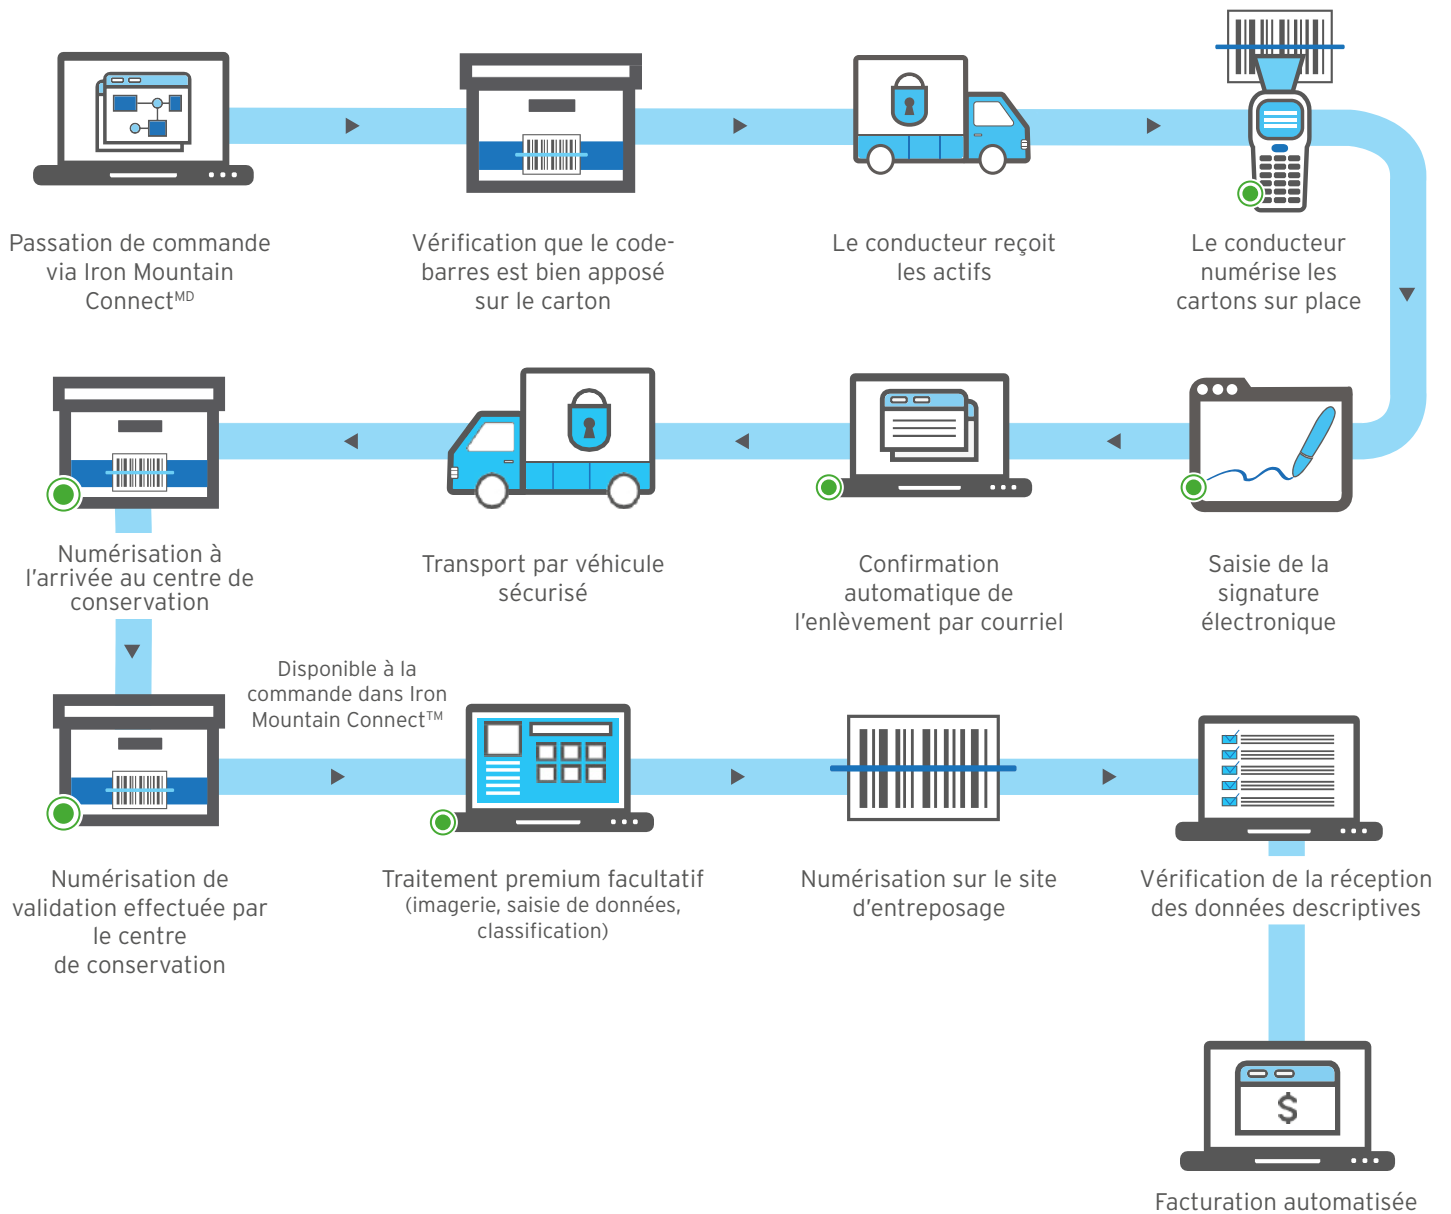 Passation de commande
via Iron Mountain
Connect^MD
Vérification que le code-
barres est bien apposé
sur le carton
Le conducteur reçoit
les actifs
Le conducteur
numérise les
cartons sur place
Numérisation à
l'arrivée au centre de
conservation
Transport par véhicule
sécurisé
Confirmation
automatique de
l'enlèvement par courriel
Saisie de la
signature
électronique
Disponible à la
commande dans Iron
Mountain Connect™
Numérisation de
validation effectuée par
le centre
de conservation
Traitement premium facultatif
(imagerie, saisie de données,
classification)
Numérisation sur le site
d'entreposage
Vérification de la réception
des données descriptives
$
Facturation automatisée